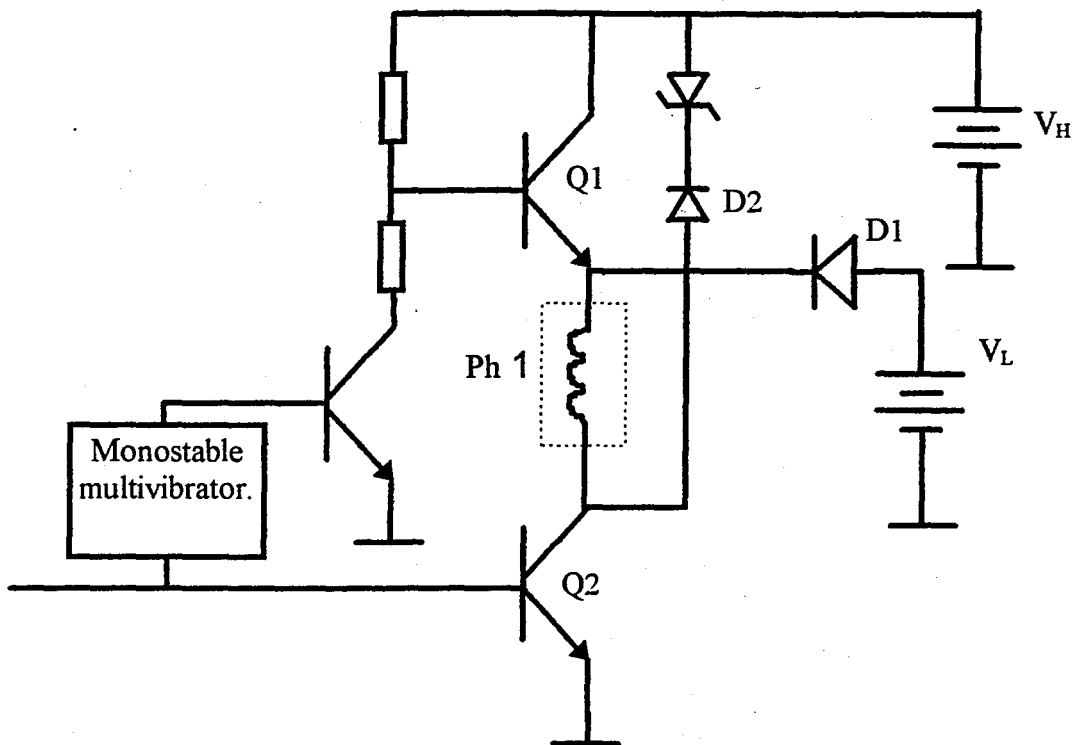 V_H
Q1
D2
D1
Ph 1
V_L
Monostable
multivibrator.
Q2